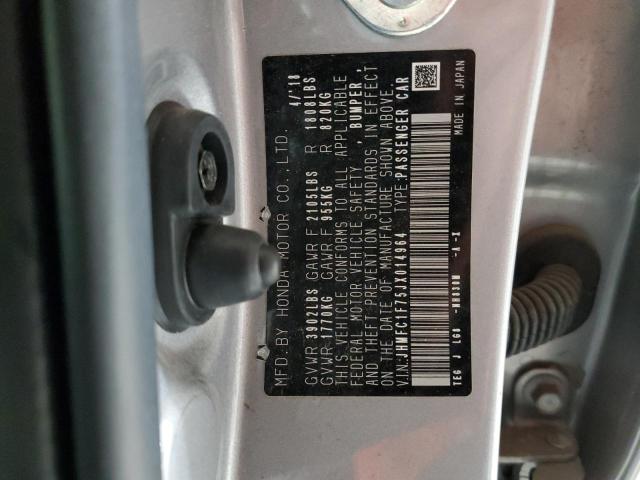 MFD.BY HONDA MOTOR CO.,LTD. 4/'18
GVWR 3902LBS GAWR F 2105LBS R 1808LBS
GVWR 1770KG GAWR F 955KG R 820KG
THIS VEHICLE CONFORMS TO ALL APPLICABLE
FEDERAL MOTOR VEHICLE SAFETY , BUMPER ,
AND THEFT PREVENTION STANDARDS IN EFFECT
ON THE DATE OF MANUFACTURE SHOWN ABOVE.
V.I.N.:JHMFC1F75JX014964 TYPE:PASSENGER CAR
TEG J LG8 -A -I MADE IN JAPAN